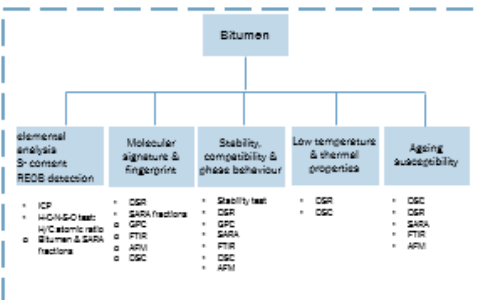 Bitumen
elemental
analysis
S- content
REOB detection
Molecular
signature &
fingerprint
Stability,
compatibility &
phase behaviour
Low temperature
& thermal
properties
Ageing
susceptibility
ICP
H-C-N-S-O test:
H/C atomic ratio
Bitumen & SARA
fractions
DSR
SARA fractions
GPC
FTIR
AFM
DSC
Stability test
DSR
GPC
SARA
FTIR
DSC
AFM
DSR
DSC
DSC
DSR
SARA
FTIR
AFM